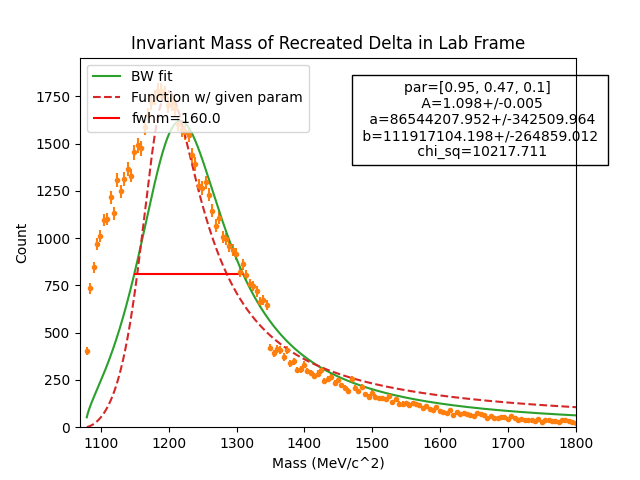 Invariant Mass of Recreated Delta in Lab Frame
BW fit
Function w/ given param
fwhm=160.0
par=[0.95, 0.47, 0.1]
A=1.098+/-0.005
a=86544207.952+/-342509.964
b=111917104.198+/-264859.012
chi_sq=10217.711
Count
1750
1500
1250
1000
750
500
250
0
1100 1200 1300 1400 1500 1600 1700 1800
Mass (MeV/c^2)